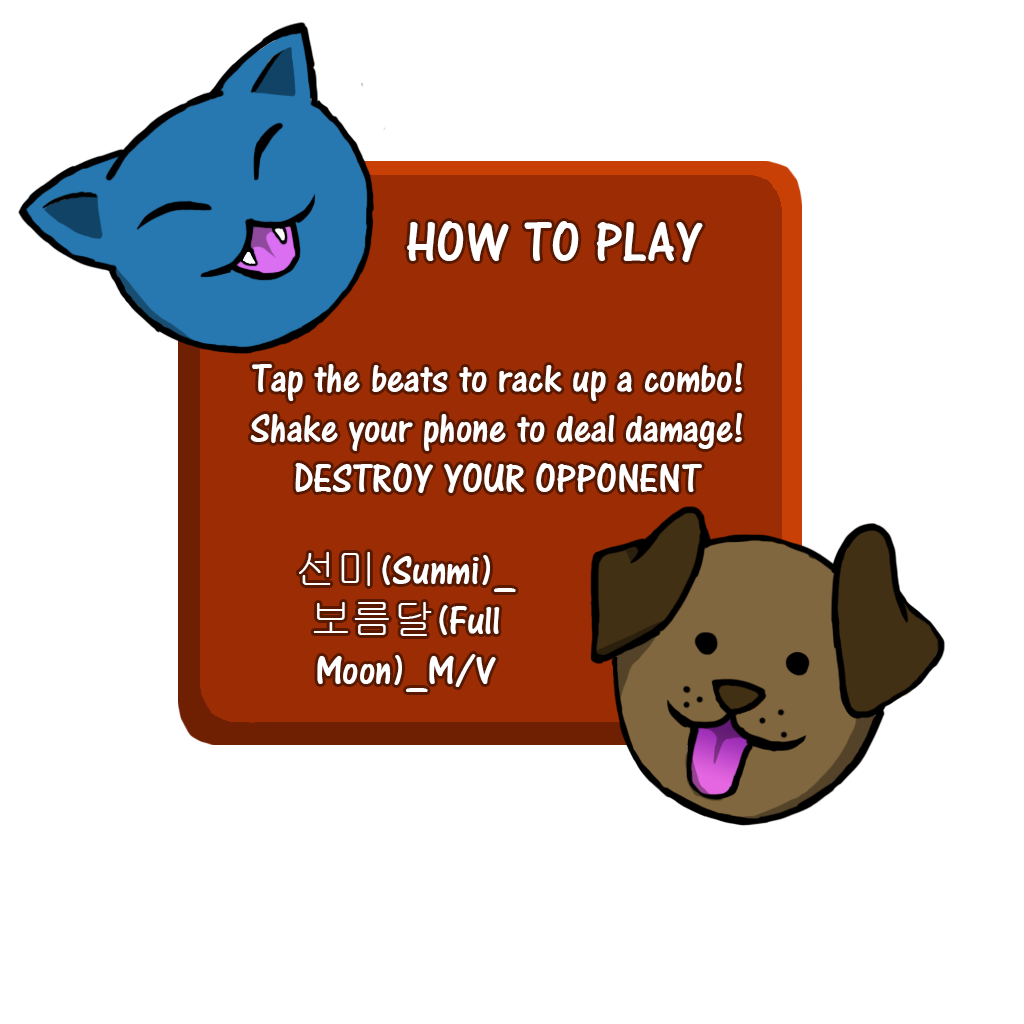 HOW TO PLAY
Tap the beats to rack up a combo!
Shake your phone to deal damage!
DESTROY YOUR OPPONENT
선미(Sunmi)_
보름달(Full
Moon)_M/V